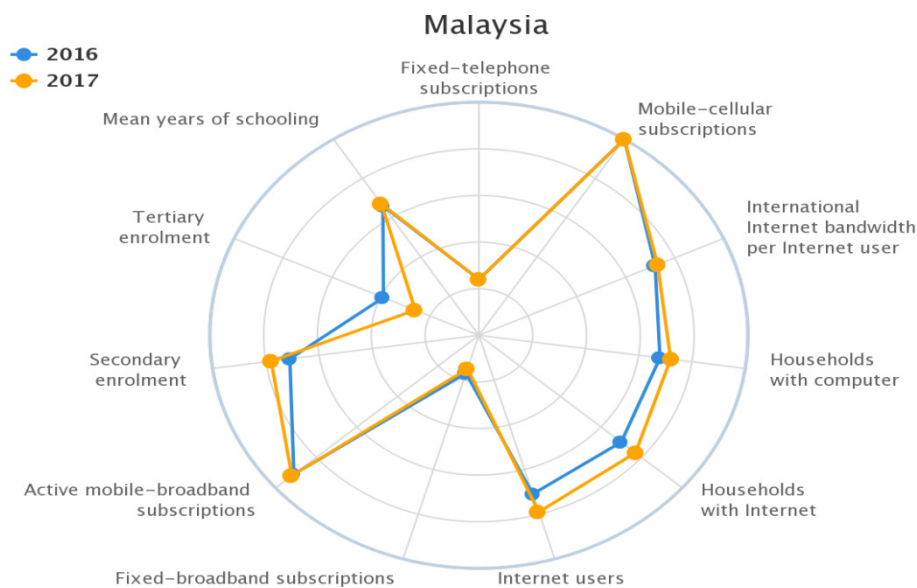 Malaysia
2016
2017
Fixed-telephone
subscriptions
Mobile-cellular
subscriptions
International
Internet bandwidth
per Internet user
Households
with computer
Households
with Internet
Internet users
Fixed-broadband subscriptions
Active mobile-broadband
subscriptions
Secondary
enrolment
Tertiary
enrolment
Mean years of schooling